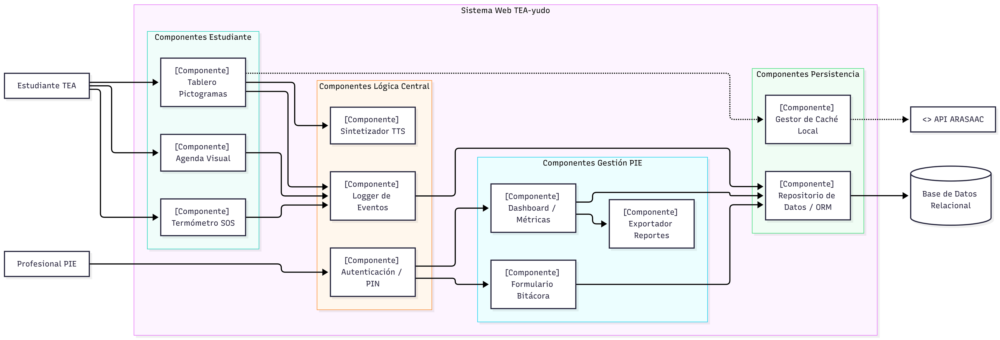 Sistema Web TEA-yudo
Componentes Estudiante
[Componente]
Tablero
Pictogramas
[Componente]
Agenda Visual
[Componente]
Termómetro SOS
Estudiante TEA
Profesional PIE
Componentes Lógica Central
[Componente]
Sintetizador TTS
[Componente]
Logger de
Eventos
[Componente]
Autenticación /
PIN
Componentes Gestión PIE
[Componente]
Dashboard /
Métricas
[Componente]
Exportador
Reportes
[Componente]
Formulario
Bitácora
Componentes Persistencia
[Componente]
Gestor de Caché
Local
[Componente]
Repositorio de
Datos / ORM
<> API ARASAAC
Base de Datos
Relacional